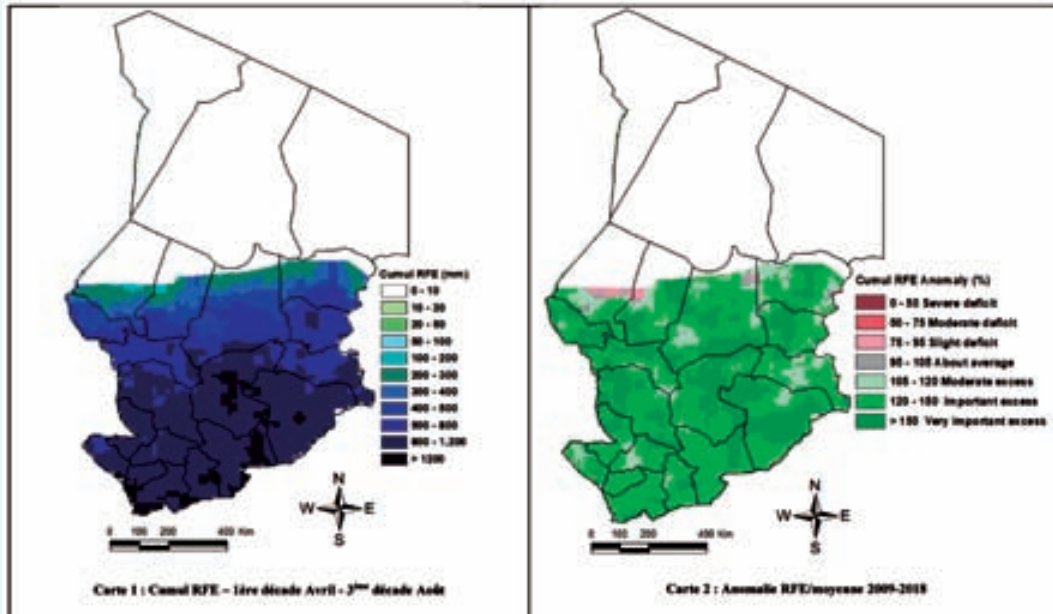 Cumul RFE (mm)
0 - 10
10 - 20
20 - 50
50 - 100
100 - 200
200 - 300
300 - 400
400 - 600
600 - 800
800 - 1,200
> 1200
N
W E
S
0 100 200 400 Km
Carte 1 : Cumul RFE – 1ère décade Avril - 3ème décade Août
Cumul RFE Anomaly (%)
0 - 50 Severe deficit
50 - 75 Moderate deficit
75 - 95 Slight deficit
95 - 105 About average
105 - 120 Moderate excess
120 - 150 Important excess
> 150 Very important excess
N
W E
S
0 100 200 400 Km
Carte 2 : Anomalie RFE/moyenne 2009-2018